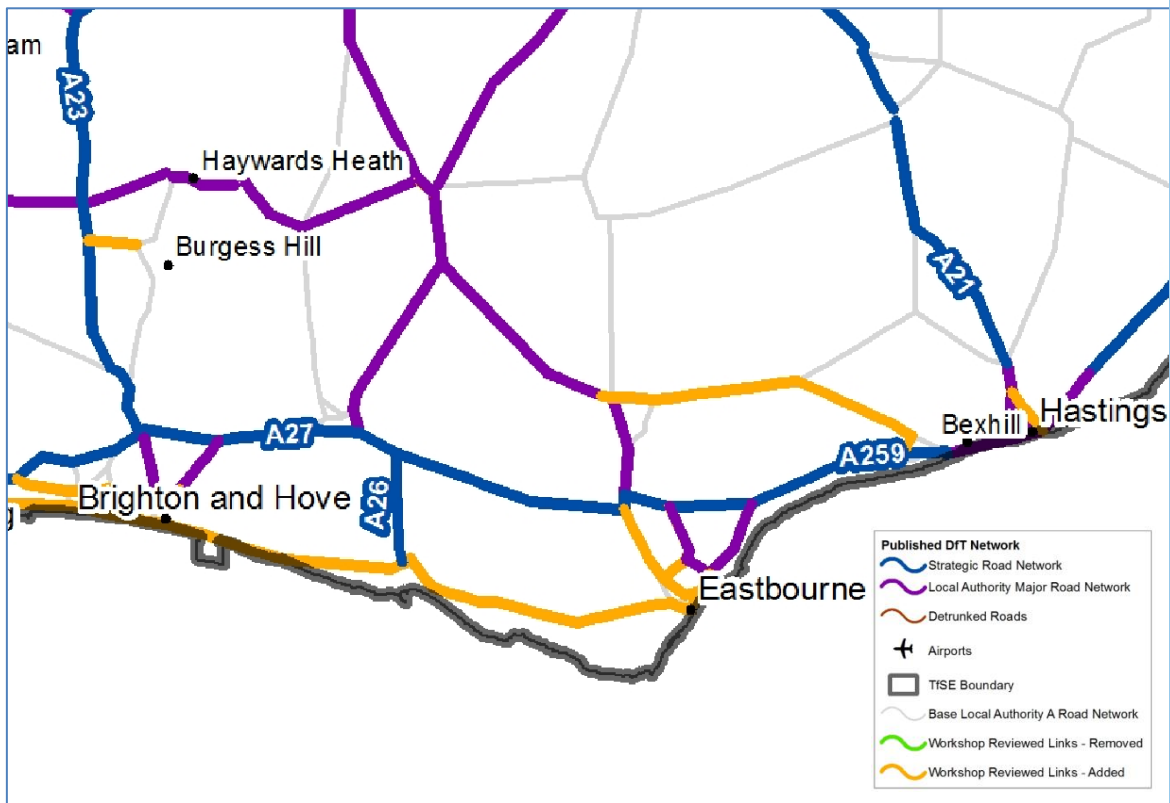 am
A23
Haywards Heath
Burgess Hill
A21
Hastings
Bexhill
A27
A259
Brighton and Hove
A26
g
Eastbourne
Published DfT Network
Strategic Road Network
Local Authority Major Road Network
Detrunked Roads
Airports
TfSE Boundary
Base Local Authority A Road Network
Workshop Reviewed Links - Removed
Workshop Reviewed Links - Added